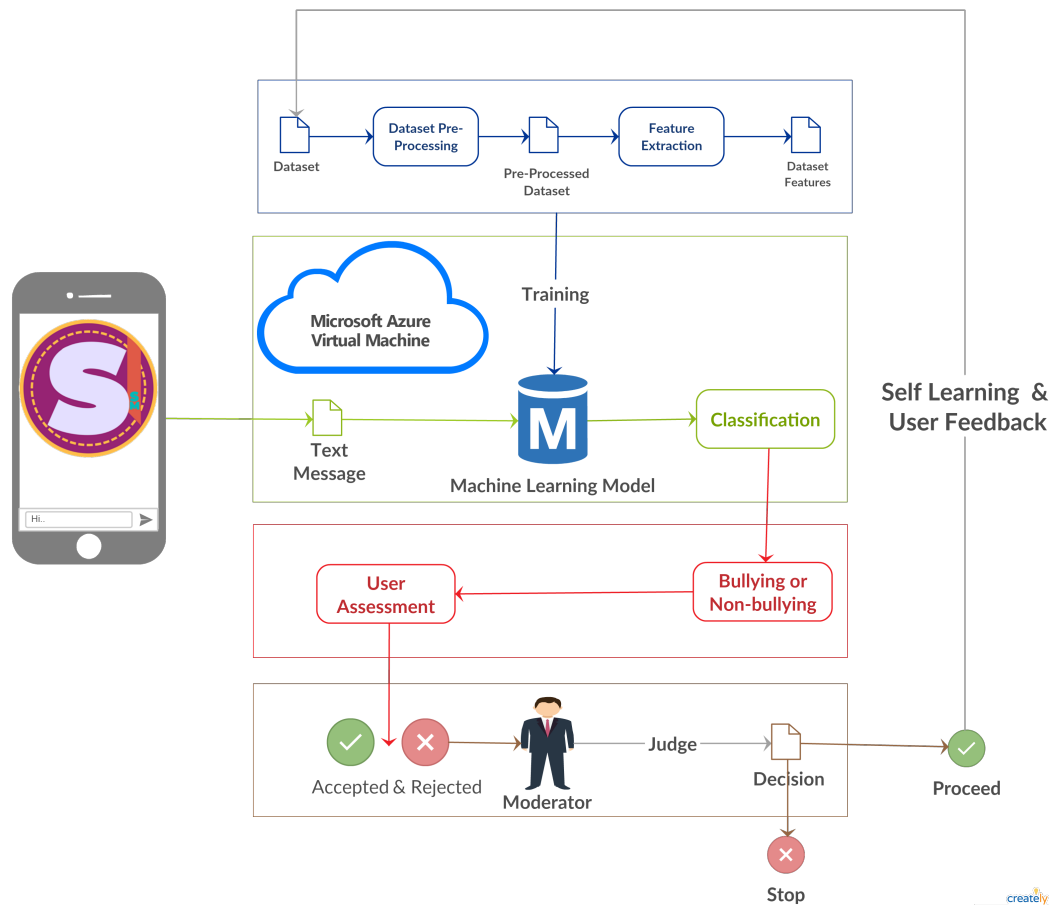 Dataset Pre-
Processing
Feature
Extraction
Dataset
Pre-Processed
Dataset
Dataset
Features
Microsoft Azure
Virtual Machine
Training
S
Hi..
Text
Message
M
Machine Learning Model
Classification
Self Learning &
User Feedback
User
Assessment
Bullying or
Non-bullying
Accepted & Rejected
Moderator
Judge
Decision
Proceed
Stop
creately